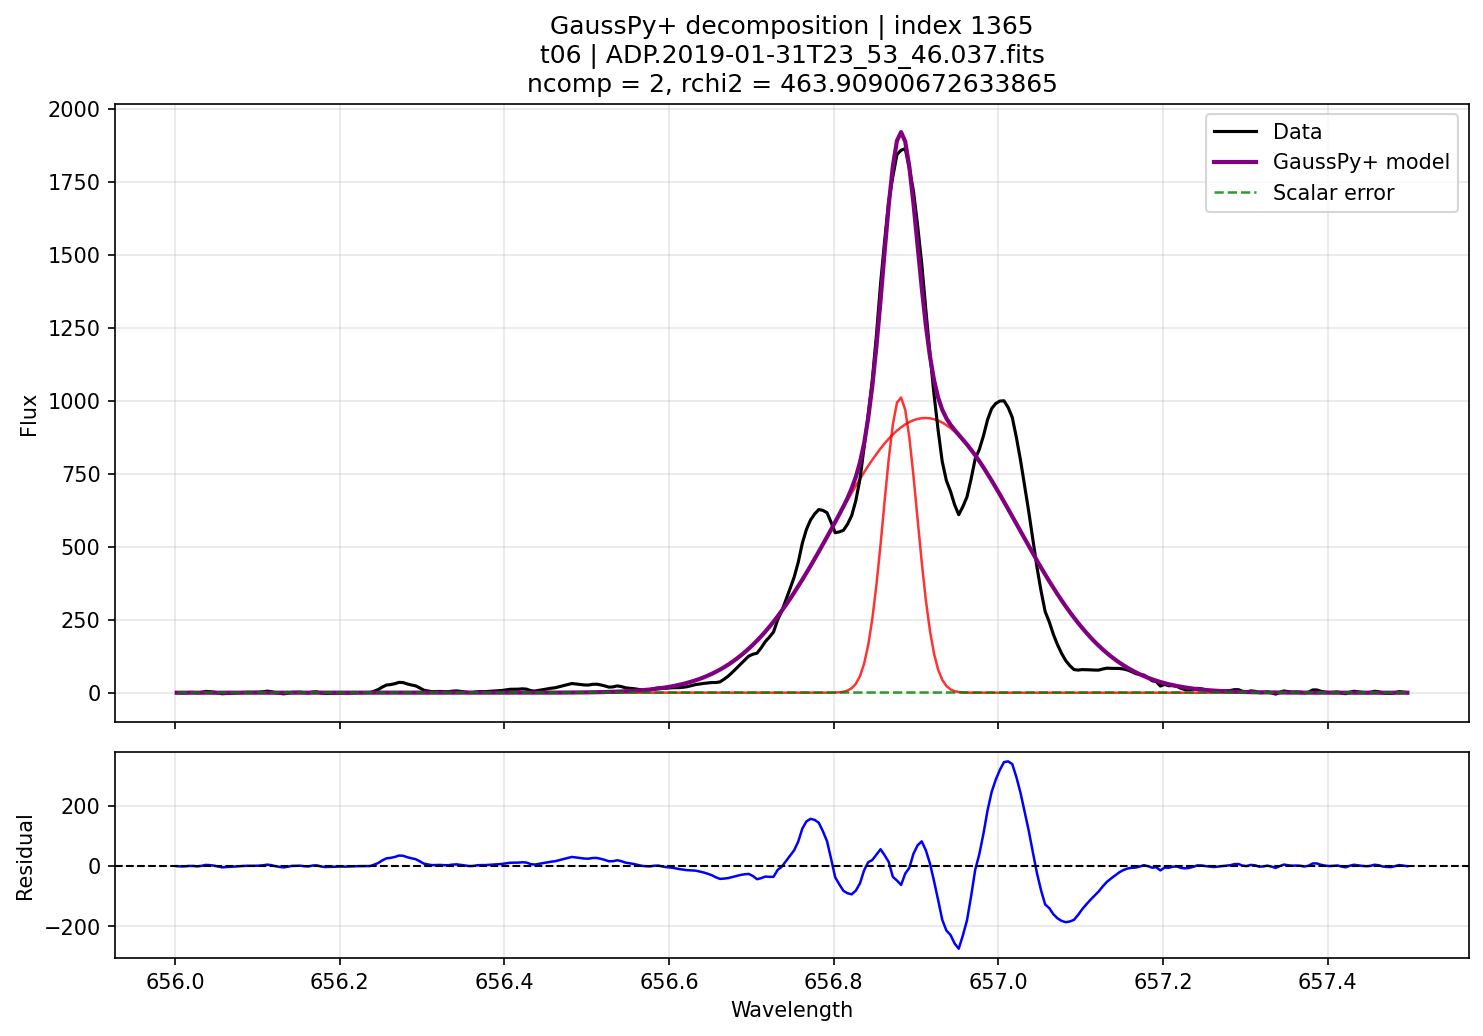 GaussPy+ decomposition | index 1365
t06 | ADP.2019-01-31T23_53_46.037.fits
ncomp = 2, rchi2 = 463.90900672633865
2000
1750
1500
1250
1000
750
500
250
0
Flux
Data
GaussPy+ model
Scalar error
200
0
−200
Residual
656.0 656.2 656.4 656.6 656.8 657.0 657.2 657.4
Wavelength